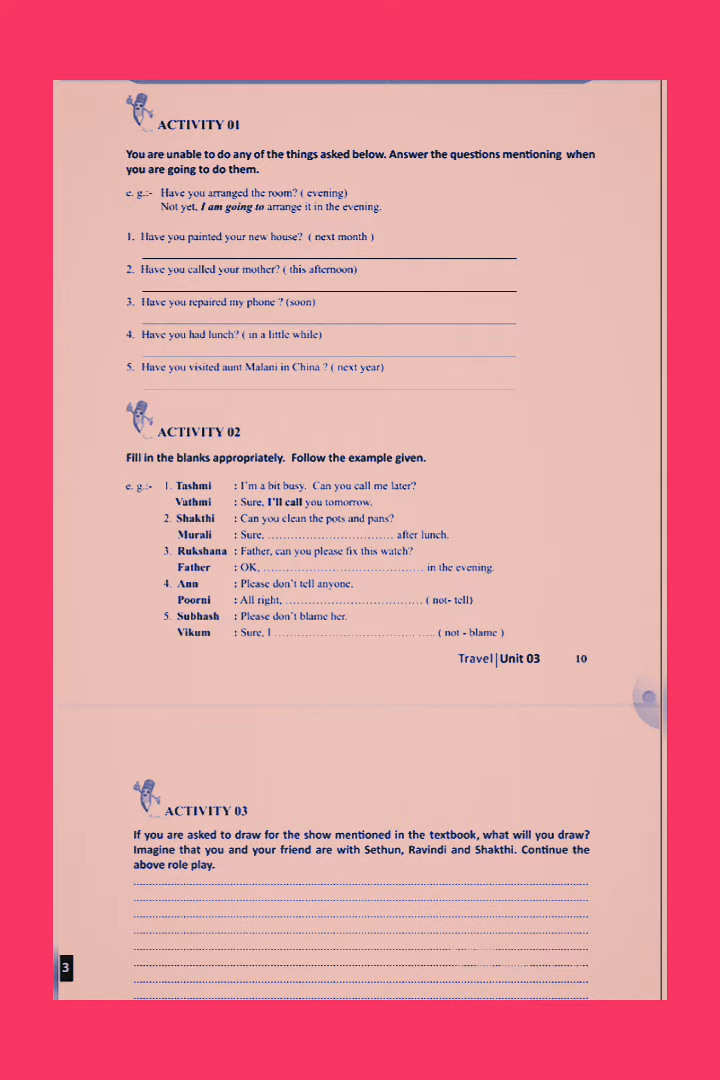 ACTIVITY 01
You are unable to do any of the things asked below. Answer the questions mentioning when
you are going to do them.
e. g.:- Have you arranged the room? ( evening)
Not yet, I am going to arrange it in the evening.
1. Have you painted your new house? ( next month )
2. Have you called your mother? ( this afternoon)
3. Have you repaired my phone ? (soon)
4. Have you had lunch? ( in a little while)
5. Have you visited aunt Malani in China ? ( next year)
ACTIVITY 02
Fill in the blanks appropriately. Follow the example given.
e. g.:- 1. Tashmi : I'm a bit busy. Can you call me later?
Vathmi : Sure, I'll call you tomorrow.
2. Shakthi : Can you clean the pots and pans?
Murali : Sure, ................................. after lunch.
3. Rukshana : Father, can you please fix this watch?
Father : OK, .......................................... in the evening.
4. Ann : Please don't tell anyone.
Poorni : All right, .................................... ( not- tell)
5. Subhash : Please don't blame her.
Vikum : Sure, I .......................................... ( not - blame )
Travel|Unit 03 10
ACTIVITY 03
If you are asked to draw for the show mentioned in the textbook, what will you draw?
Imagine that you and your friend are with Sethun, Ravindi and Shakthi. Continue the
above role play.
3